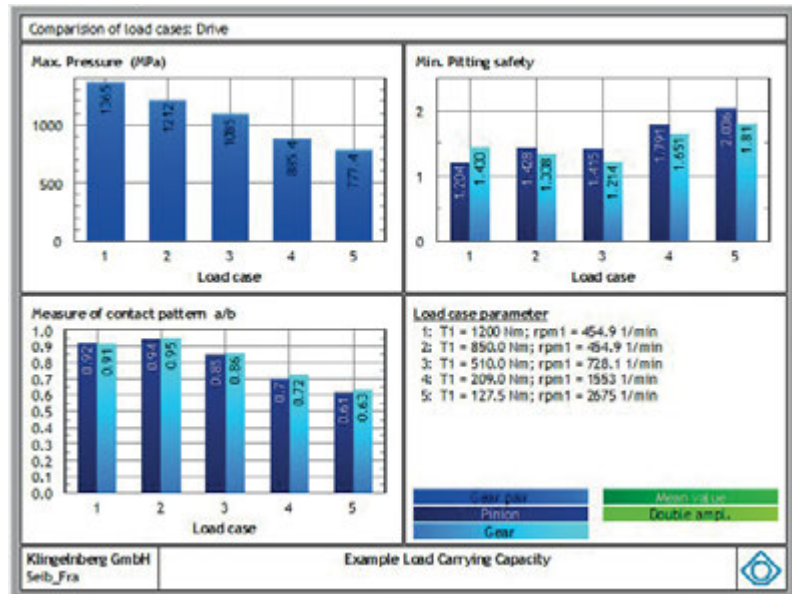 Comparision of load cases: Drive
Max. Pressure (MPa)
1000
500
0
1365
1212
1085
885.4
777.4
1 2 3 4 5
Load case
Min. Pitting safety
2
1
0
1.204
1.428
1.415
1.791
2.036
1.651
1.81
1.338
1.214
1 2 3 4 5
Load case
Measure of contact pattern a/b
1.0
0.9
0.8
0.7
0.6
0.5
0.4
0.3
0.2
0.1
0.0
0.92
0.91
0.94
0.95
0.85
0.86
0.7
0.72
0.61
0.63
1 2 3 4 5
Load case
Load case parameter
1: T1 = 1200 Nm; rpm1 = 454.9 1/min
2: T1 = 850.0 Nm; rpm1 = 454.9 1/min
3: T1 = 510.0 Nm; rpm1 = 728.1 1/min
4: T1 = 209.0 Nm; rpm1 = 1553 1/min
5: T1 = 127.5 Nm; rpm1 = 2675 1/min
Gear pair
Pinion
Gear
Mean value
Double ampl.
Klingelnberg GmbH
Seib_Fra
Example Load Carrying Capacity